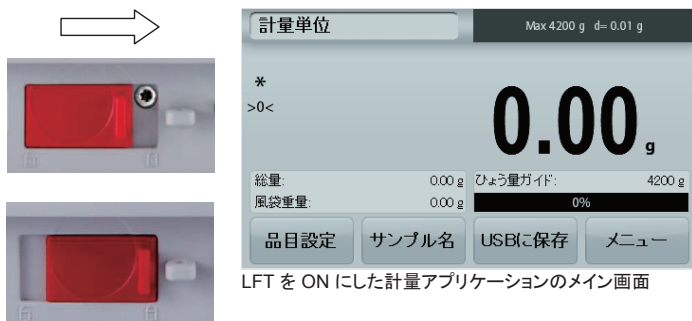 計量単位
Max 4200 g d= 0.01 g
*
>0<
0.00 g
総量: 0.00 g ひょう量ガイド: 4200 g
風袋重量: 0.00 g 0%
品目設定 サンプル名 USBに保存 メニュー
LFT を ON にした計量アプリケーションのメイン画面